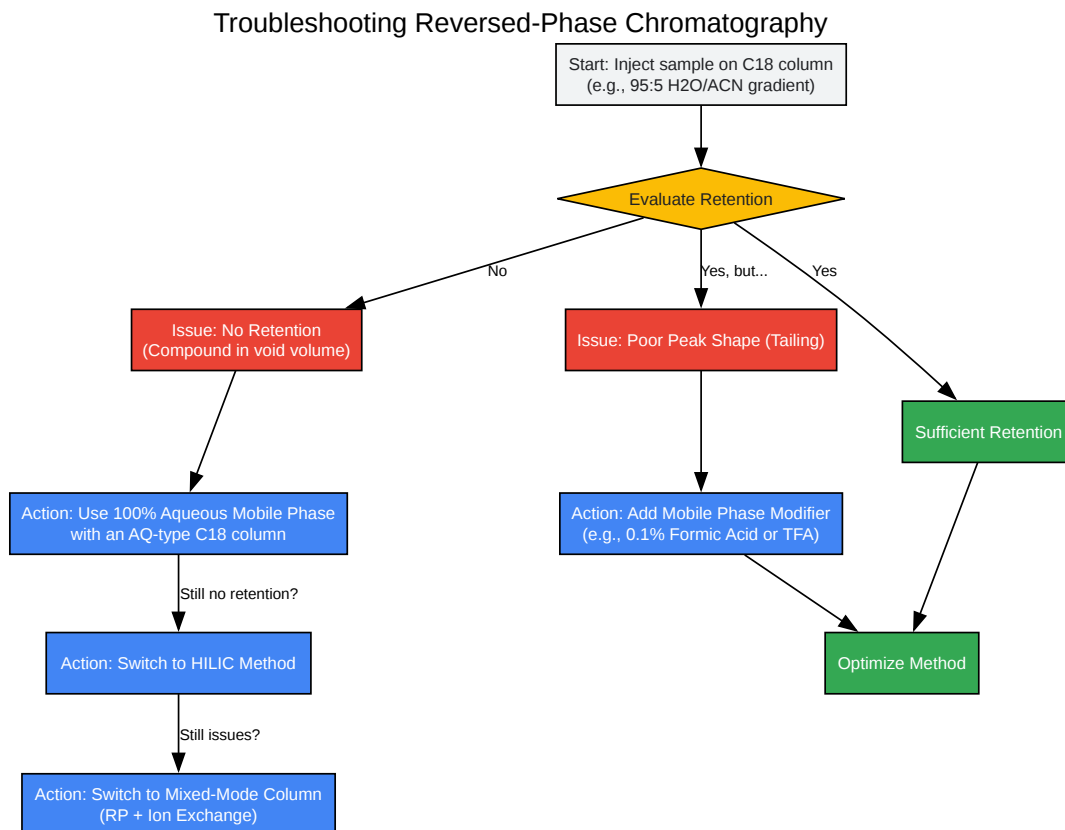 Troubleshooting Reversed-Phase Chromatography
Start: Inject sample on C18 column
(e.g., 95:5 H2O/ACN gradient)
Evaluate Retention
No
Yes, but...
Yes
Issue: No Retention
(Compound in void volume)
Issue: Poor Peak Shape (Tailing)
Sufficient Retention
Action: Use 100% Aqueous Mobile Phase
with an AQ-type C18 column
Action: Add Mobile Phase Modifier
(e.g., 0.1% Formic Acid or TFA)
Still no retention?
Action: Switch to HILIC Method
Optimize Method
Still issues?
Action: Switch to Mixed-Mode Column
(RP + Ion Exchange)